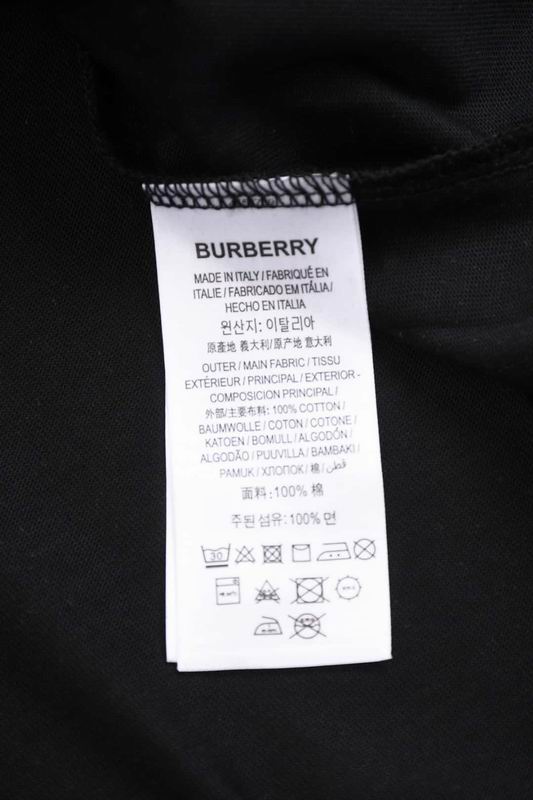 BURBERRY
MADE IN ITALY / FABRIQUÉ EN
ITALIE / FABRICADO EM ITÁLIA /
HECHO EN ITALIA
원산지: 이탈리아
原產地 義大利/原产地 意大利
OUTER / MAIN FABRIC / TISSU
EXTÉRIEUR / PRINCIPAL / EXTERIOR -
COMPOSICION PRINCIPAL /
外部/主要布料: 100% COTTON /
BAUMWOLLE / COTON / COTONE /
KATOEN / BOMULL / ALGODÓN /
ALGODÃO / PUUVILLA / BAMBAKI /
PAMUK / ХЛОПОК / 棉 / قطن
面料:100% 棉
주된섬유:100% 면
30